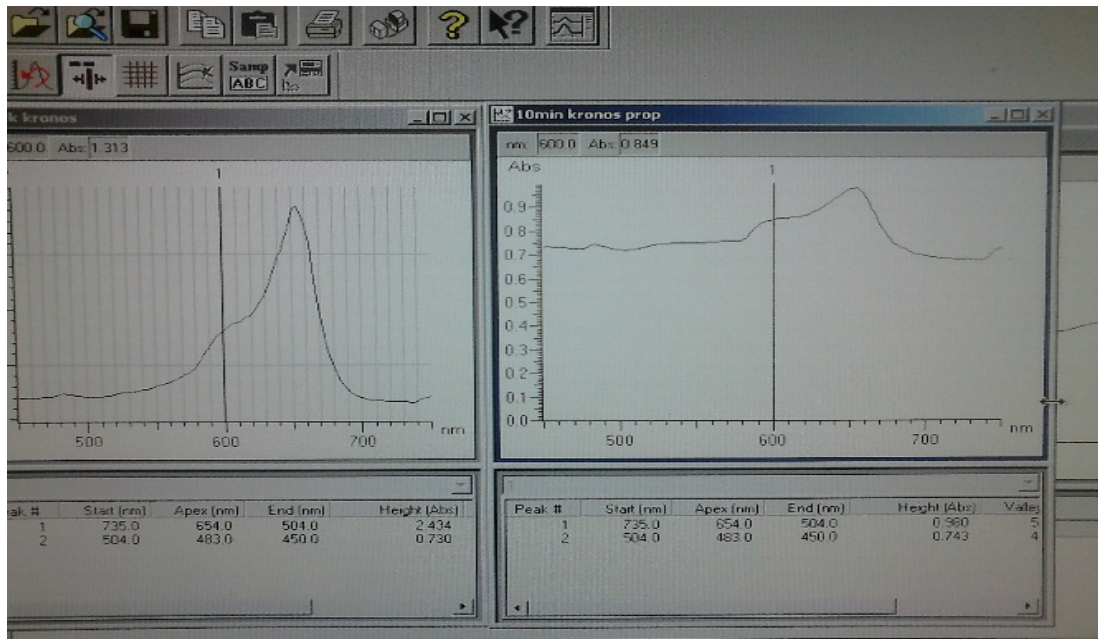 Samp
ABC
k kronos
600.0 Abs: 1.313
1
500
600
700
nm
eak # Start (nm) Apex (nm) End (nm) Height (Abs)
1 735.0 654.0 504.0 2.434
2 504.0 483.0 450.0 0.730
10min kronos prop
nm: 600.0 Abs: 0.849
Abs
1
0.9
0.8
0.7
0.6
0.5
0.4
0.3
0.2
0.1
0.0
500
600
700
nm
Peak # Start (nm) Apex (nm) End (nm) Height (Abs) Valley
1 735.0 654.0 504.0 0.980 5
2 504.0 483.0 450.0 0.743 4